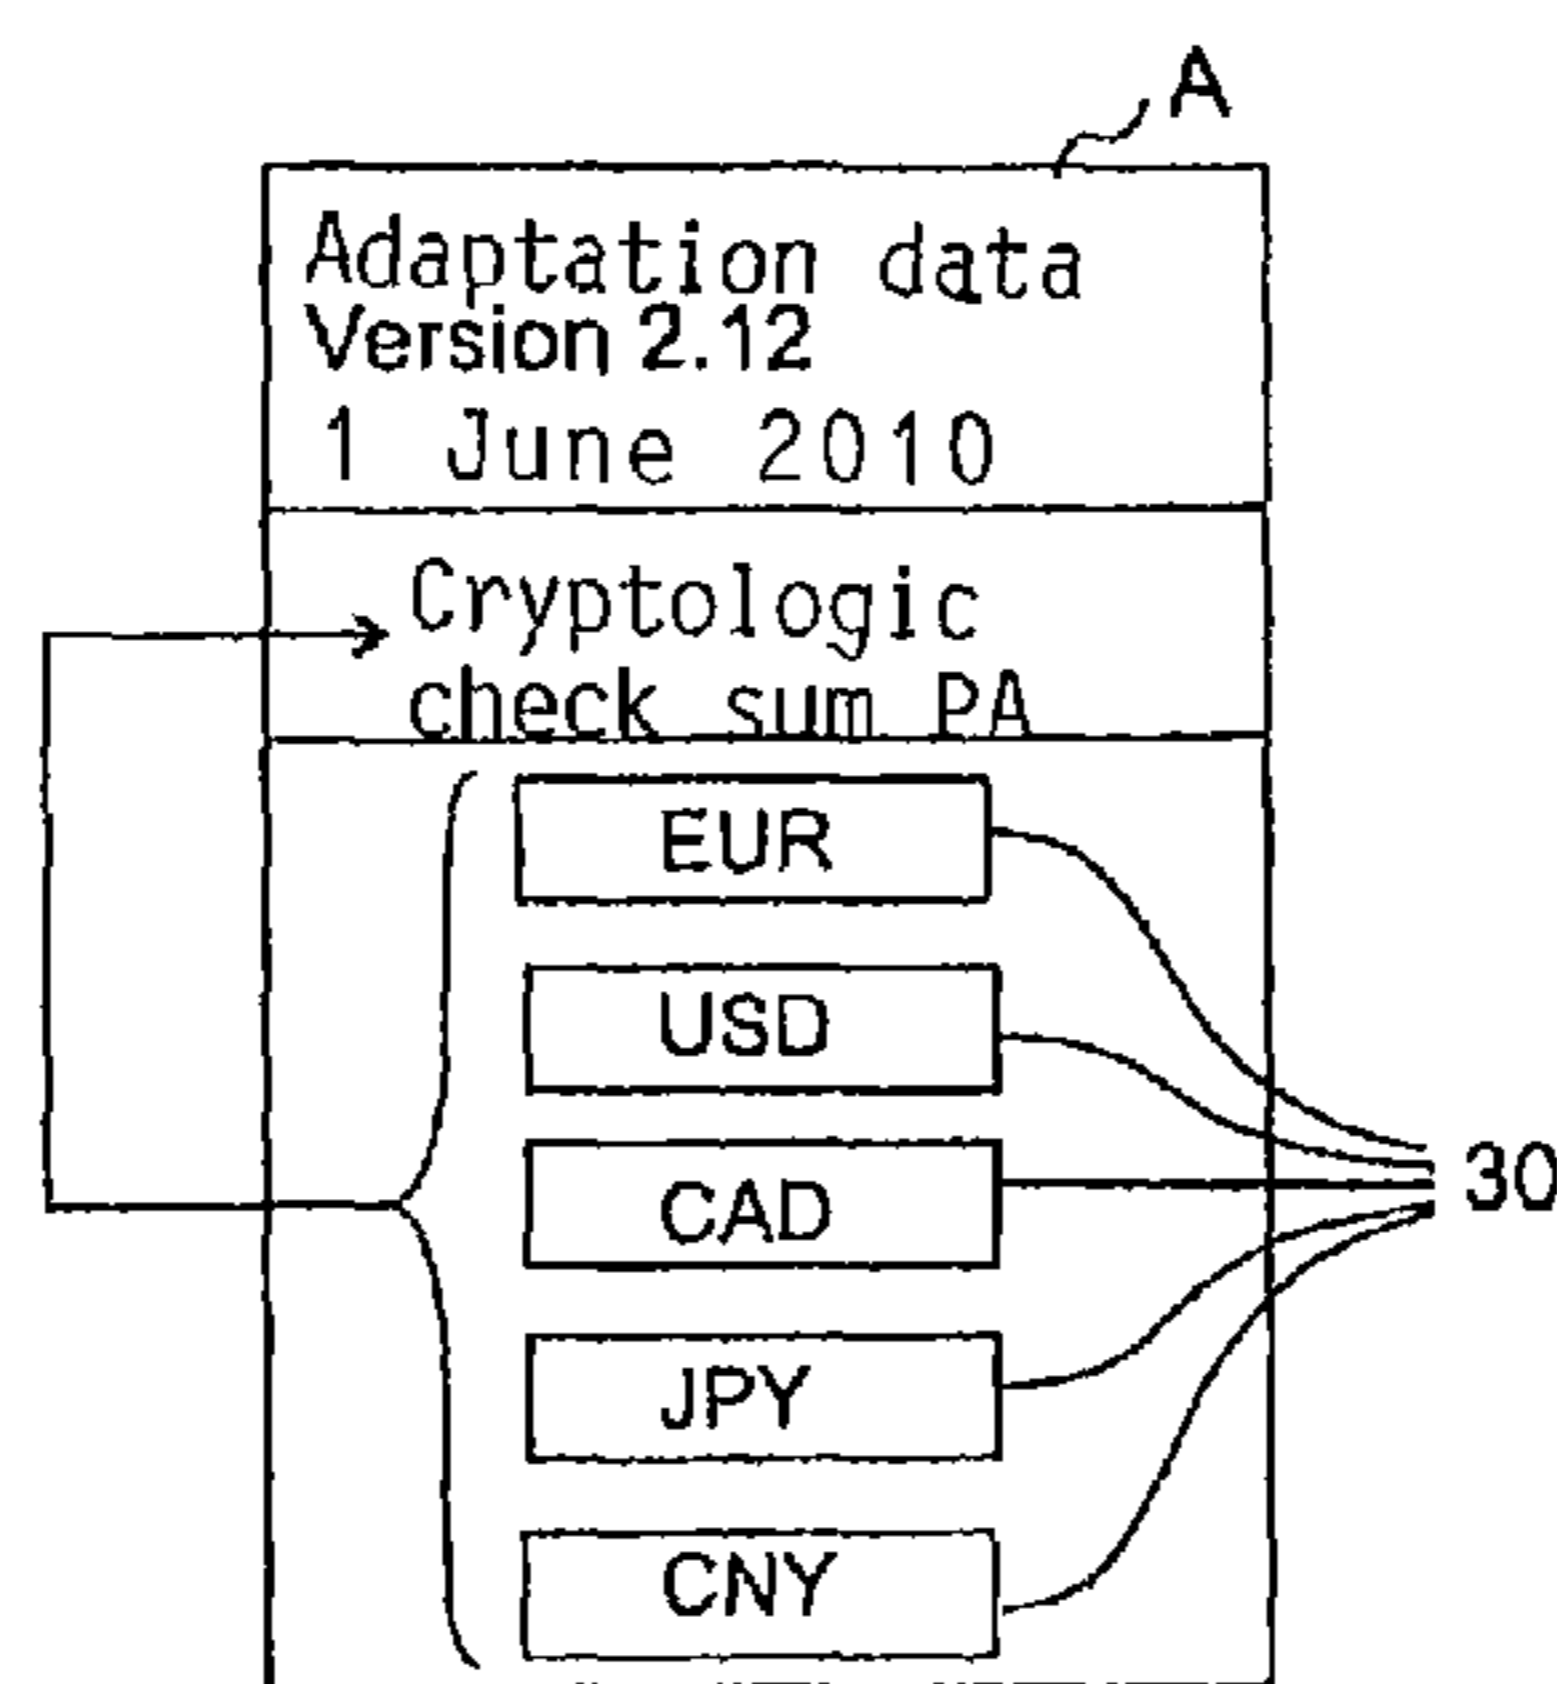 A
Adaptation data
Version 2.12
1 June 2010
Cryptologic
check sum PA
EUR
USD
CAD
30
JPY
CNY